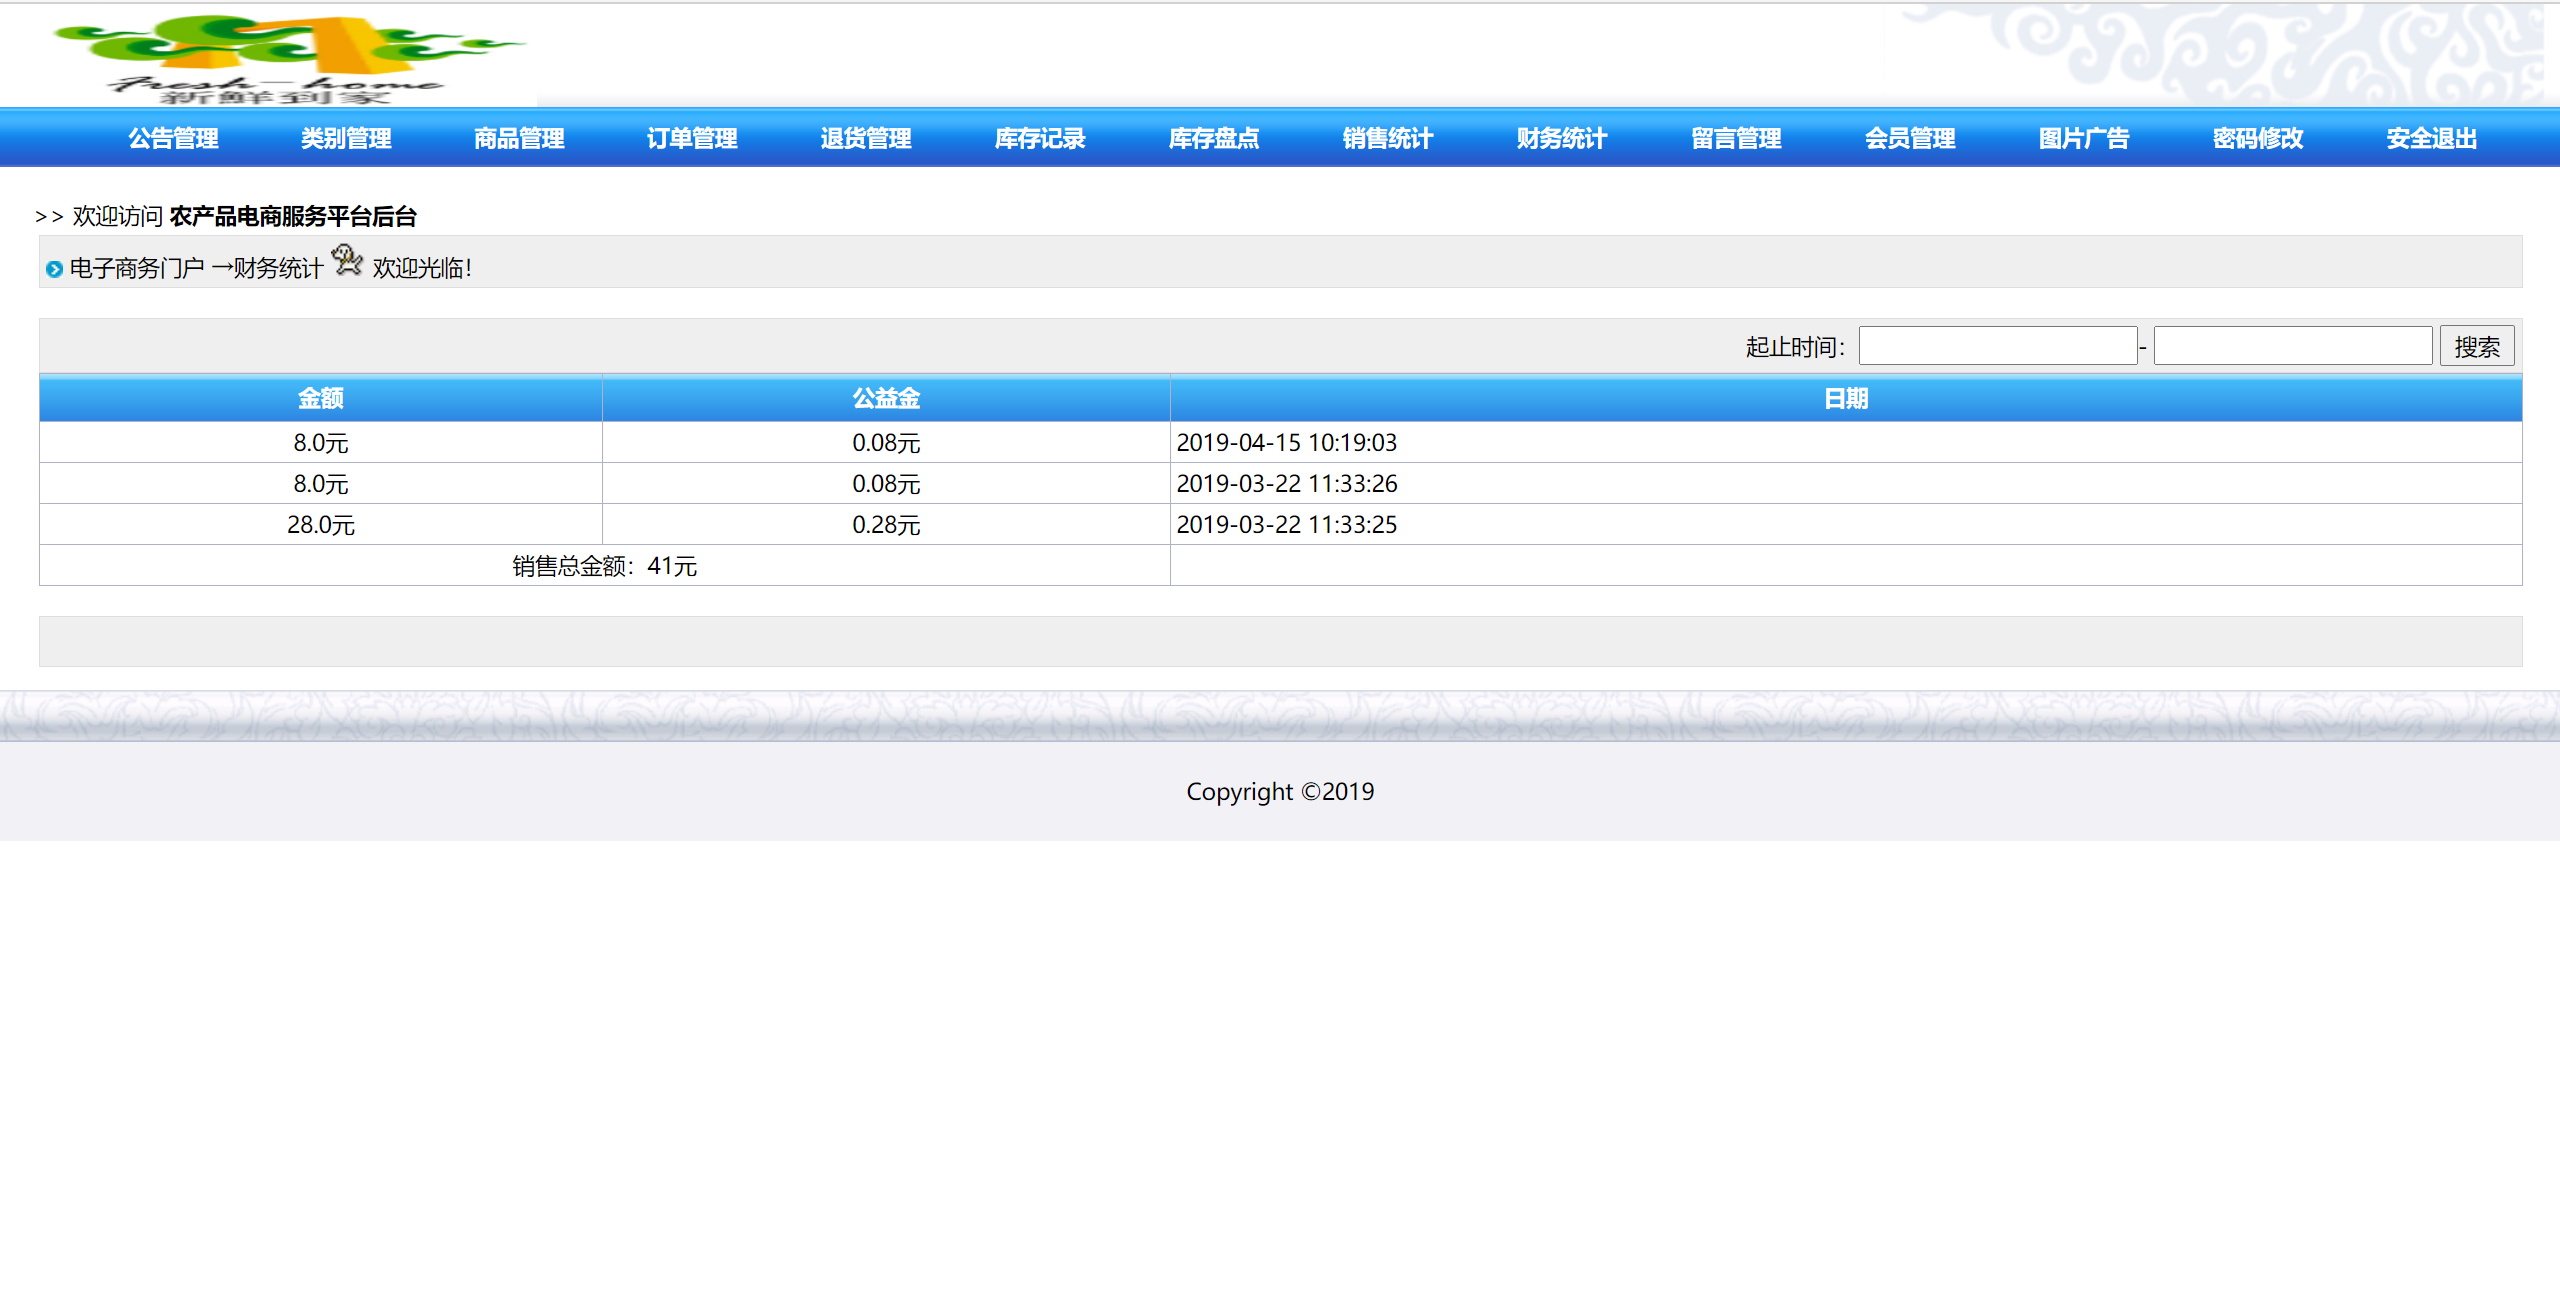 Fresh-home
新鲜到家
公告管理 类别管理 商品管理 订单管理 退货管理 库存记录 库存盘点 销售统计 财务统计 留言管理 会员管理 图片广告 密码修改 安全退出
>> 欢迎访问 农产品电商服务平台后台
电子商务门户 →财务统计 欢迎光临！
起止时间： - 搜索
金额 公益金 日期
8.0元 0.08元 2019-04-15 10:19:03
8.0元 0.08元 2019-03-22 11:33:26
28.0元 0.28元 2019-03-22 11:33:25
销售总金额：41元
Copyright ©2019